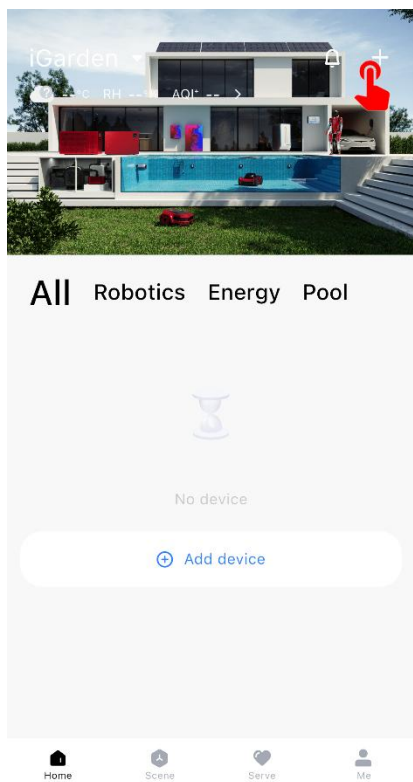 iGarden
--°C RH --% AQI: -- >
All Robotics Energy Pool
No device
Add device
Home Scene Serve Me